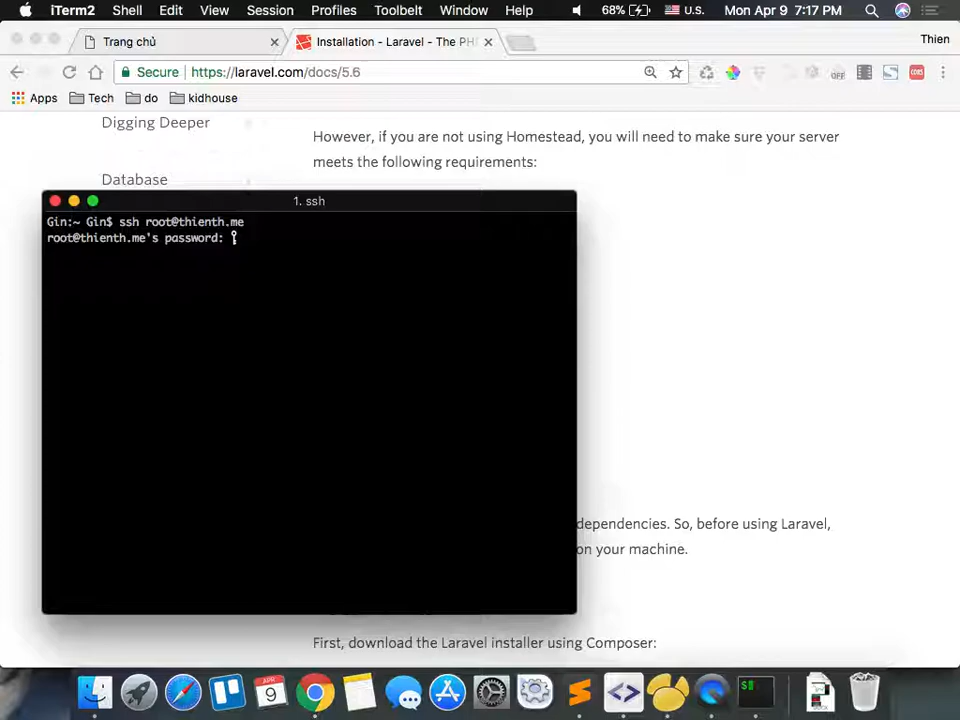 iTerm2 Shell Edit View Session Profiles Toolbelt Window Help 68% U.S. Mon Apr 9 7:17 PM
Trang chủ Installation - Laravel - The PH Thien
Secure https://laravel.com/docs/5.6 OFF CORS
Apps Tech do kidhouse
Digging Deeper
Database
However, if you are not using Homestead, you will need to make sure your server
meets the following requirements:
1. ssh
Gin:~ Gin$ ssh root@thienth.me
root@thienth.me's password:
dependencies. So, before using Laravel,
on your machine.
First, download the Laravel installer using Composer:
APR
9
$